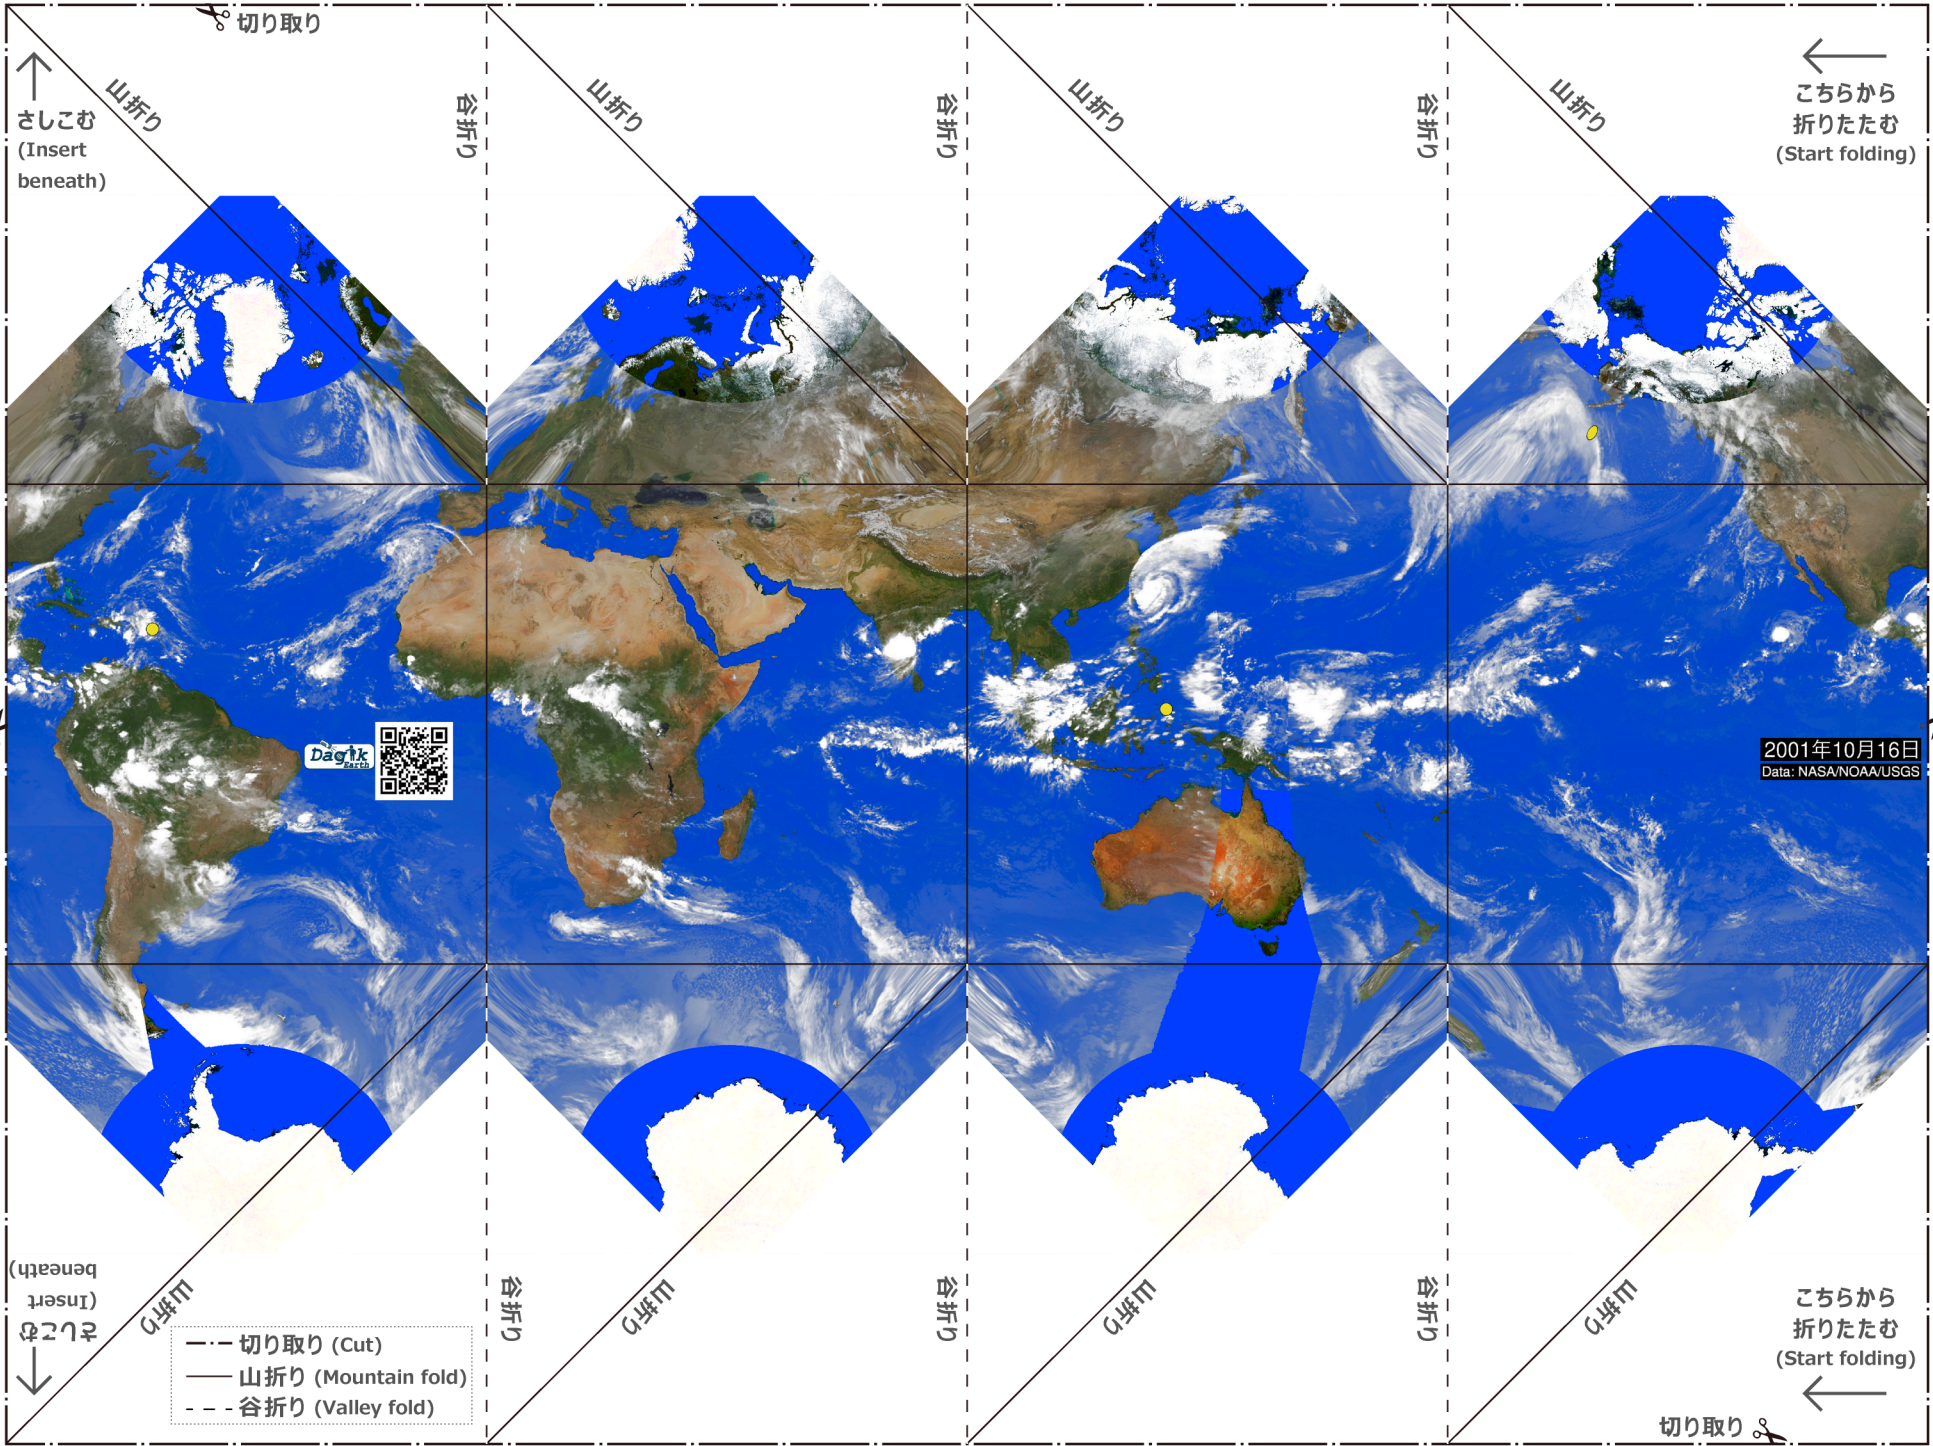 切り取り
山折り
谷折り
山折り
谷折り
山折り
谷折り
山折り
さしこむ
(Insert
beneath)
こちらから
折りたたむ
(Start folding)
Dagik
Earth
2001年10月16日
Data: NASA/NOAA/USGS
さしこむ
(Insert
beneath)
山折り
谷折り
山折り
谷折り
山折り
谷折り
山折り
こちらから
折りたたむ
(Start folding)
切り取り (Cut)
山折り (Mountain fold)
谷折り (Valley fold)
切り取り